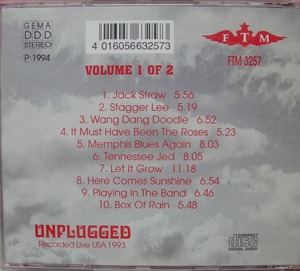 GEMA
DDD
STEREO
P 1994
4 016056 632573
FTM
FTM 3257
VOLUME 1 OF 2
1. Jack Straw 5.56
2. Stagger Lee 5.19
3. Wang Dang Doodle 6.52
4. It Must Have Been The Roses 5.23
5. Memphis Blues Again 8.03
6. Tennessee Jed 8.05
7. Let It Grow 11.18
8. Here Comes Sunshine 6.54
9. Playing In The Band 6.46
10. Box Of Rain 5.48
UNPLUGGED
Recorded Live USA 1993
COMPACT
disc
DIGITAL AUDIO